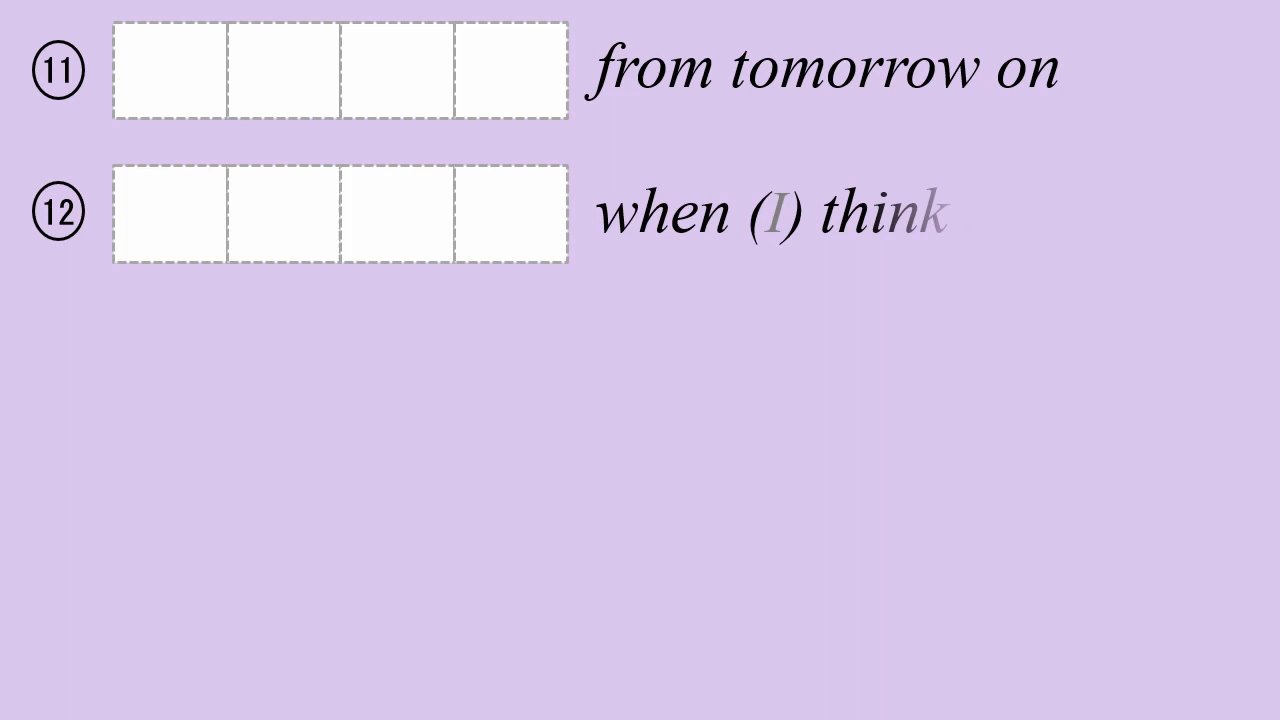 ⑪ from tomorrow on
⑫ when (I) think